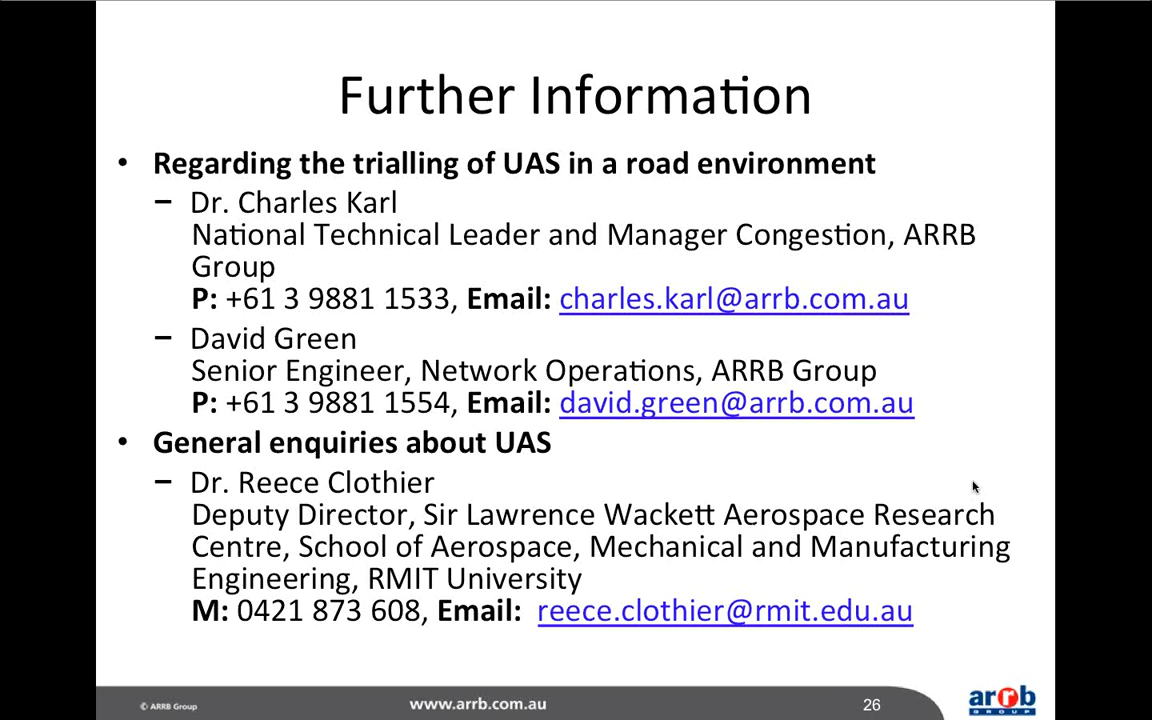 Further Information
• Regarding the trialling of UAS in a road environment
– Dr. Charles Karl
National Technical Leader and Manager Congestion, ARRB
Group
P: +61 3 9881 1533, Email: charles.karl@arrb.com.au
– David Green
Senior Engineer, Network Operations, ARRB Group
P: +61 3 9881 1554, Email: david.green@arrb.com.au
• General enquiries about UAS
– Dr. Reece Clothier
Deputy Director, Sir Lawrence Wackett Aerospace Research
Centre, School of Aerospace, Mechanical and Manufacturing
Engineering, RMIT University
M: 0421 873 608, Email: reece.clothier@rmit.edu.au
© ARRB Group
www.arrb.com.au
26
arrb
GROUP